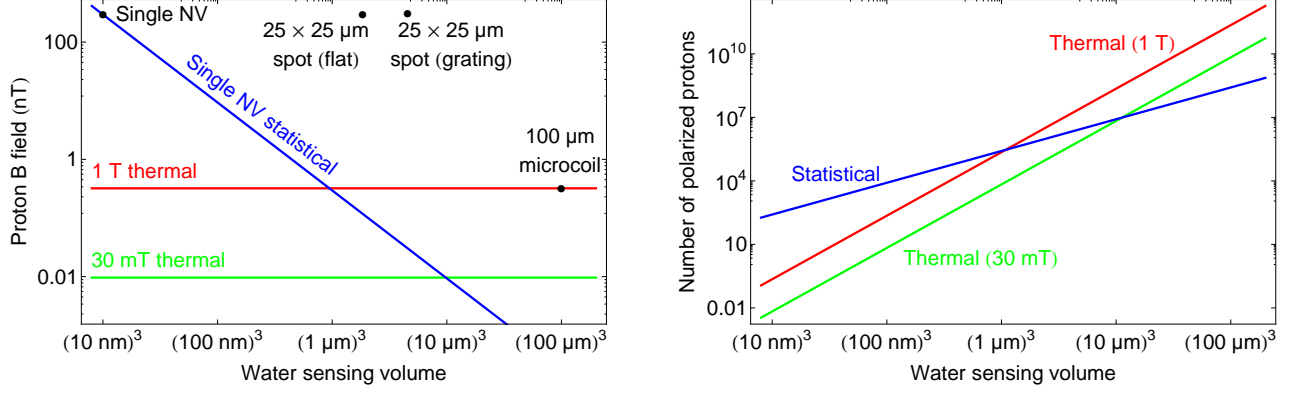 Single NV
25 × 25 μm
spot (flat)
25 × 25 μm
spot (grating)
Single NV statistical
100 μm
microcoil
1 T thermal
30 mT thermal
100
1
0.01
Proton B field (nT)
(10 nm)³
(100 nm)³
(1 μm)³
(10 μm)³
(100 μm)³
Water sensing volume
Thermal (1 T)
Statistical
Thermal (30 mT)
10¹⁰
10⁷
10⁴
10
0.01
Number of polarized protons
(10 nm)³
(100 nm)³
(1 μm)³
(10 μm)³
(100 μm)³
Water sensing volume